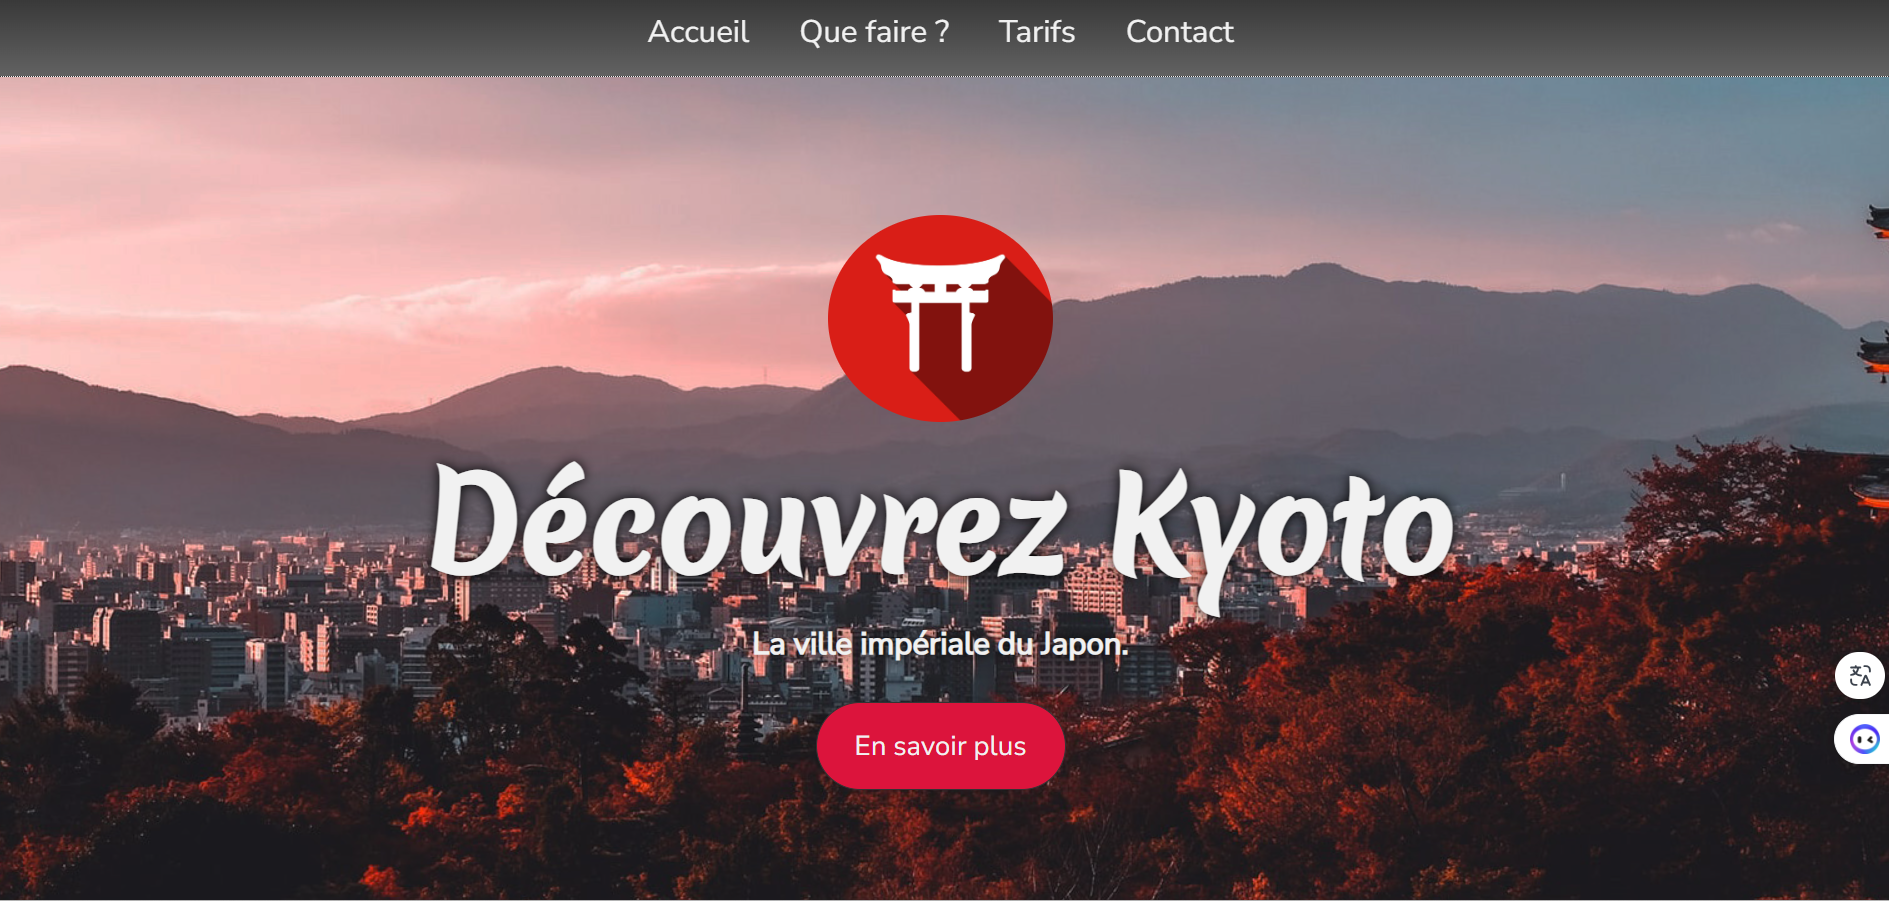 Accueil Que faire ? Tarifs Contact
Découvrez Kyoto
La ville impériale du Japon.
En savoir plus